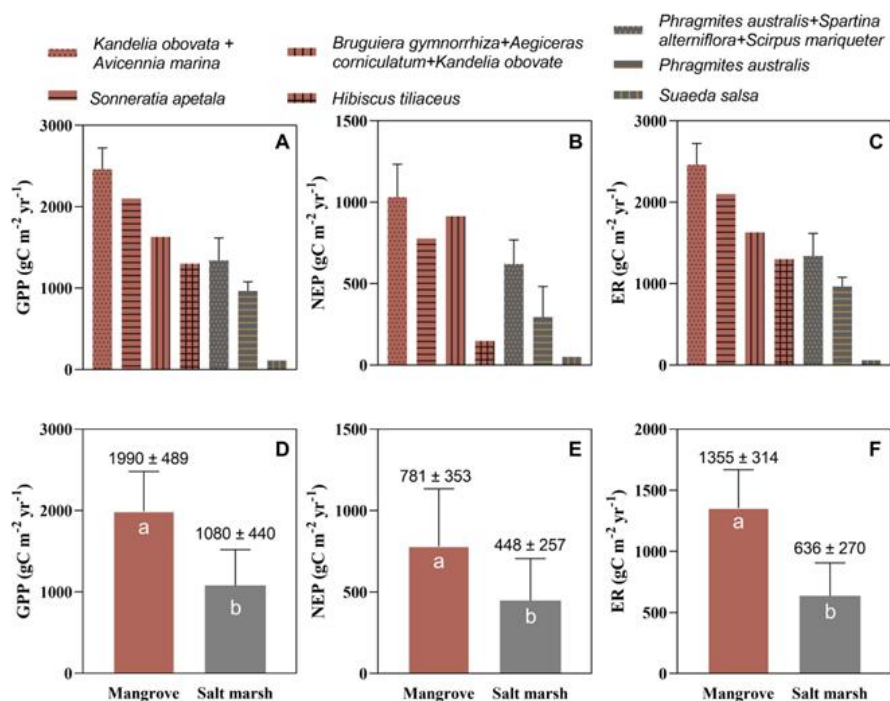 Kandelia obovata +
Avicennia marina
Sonneratia apetala
Bruguiera gymnorrhiza+Aegiceras
corniculatum+Kandelia obovate
Hibiscus tiliaceus
Phragmites australis+Spartina
alterniflora+Scirpus mariqueter
Phragmites australis
Suaeda salsa
A
GPP (gC m⁻² yr⁻¹)
3000
2000
1000
0
B
NEP (gC m⁻² yr⁻¹)
1500
1000
500
0
C
ER (gC m⁻² yr⁻¹)
3000
2000
1000
0
D
GPP (gC m⁻² yr⁻¹)
3000
2000
1000
0
1990 ± 489
a
1080 ± 440
b
Mangrove Salt marsh
E
NEP (gC m⁻² yr⁻¹)
1500
1000
500
0
781 ± 353
a
448 ± 257
b
Mangrove Salt marsh
F
ER (gC m⁻² yr⁻¹)
2000
1500
1000
500
0
1355 ± 314
a
636 ± 270
b
Mangrove Salt marsh